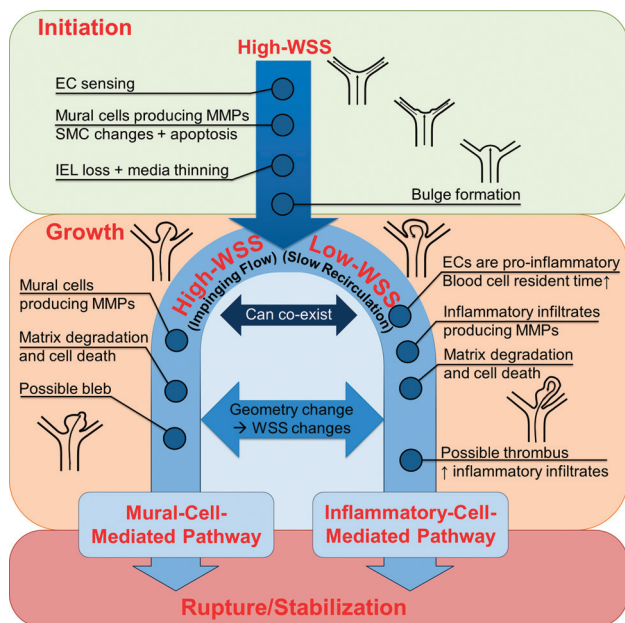 Initiation
High-WSS
EC sensing
Mural cells producing MMPs
SMC changes + apoptosis
IEL loss + media thinning
Bulge formation
Growth
High-WSS
(Impinging Flow)
Low-WSS
(Slow Recirculation)
Can co-exist
Mural cells
producing MMPs
Matrix degradation
and cell death
Possible bleb
ECs are pro-inflammatory
Blood cell resident time↑
Inflammatory infiltrates
producing MMPs
Matrix degradation
and cell death
Possible thrombus
↑ inflammatory infiltrates
Geometry change
→ WSS changes
Mural-Cell-
Mediated Pathway
Inflammatory-Cell-
Mediated Pathway
Rupture/Stabilization